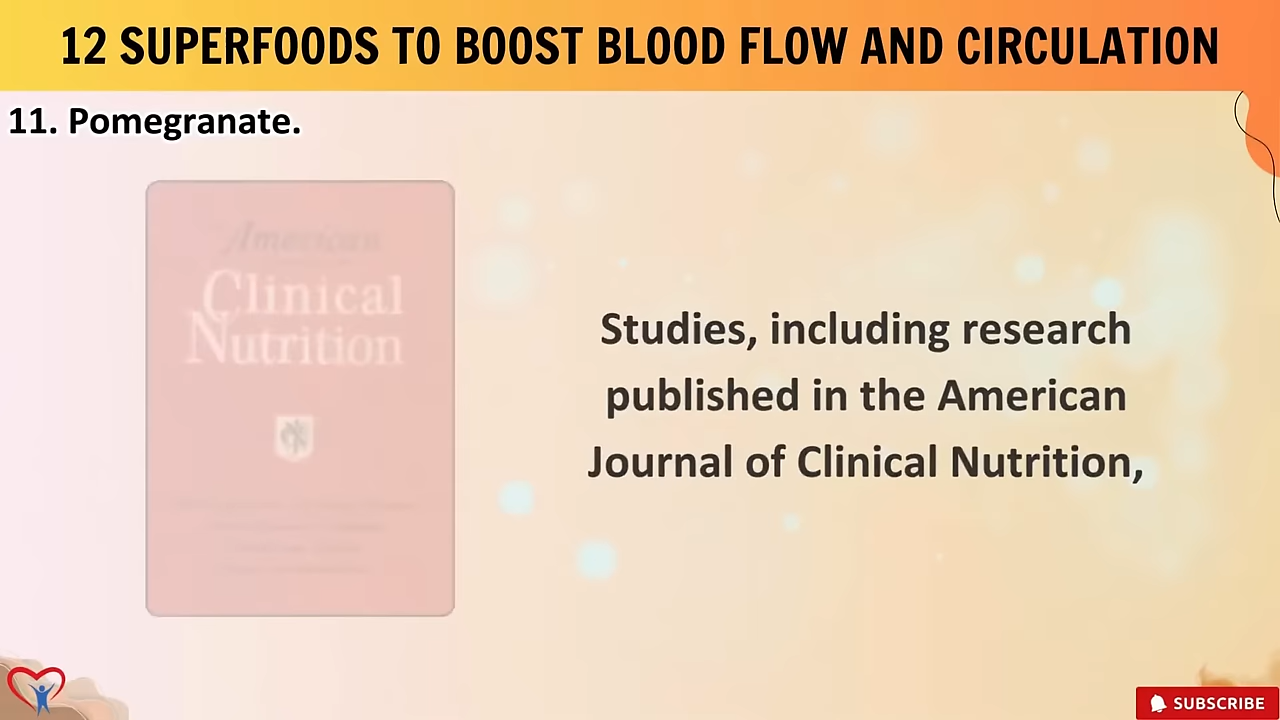 12 SUPERFOODS TO BOOST BLOOD FLOW AND CIRCULATION
11. Pomegranate.
American
Clinical
Nutrition
Studies, including research
published in the American
Journal of Clinical Nutrition,
SUBSCRIBE